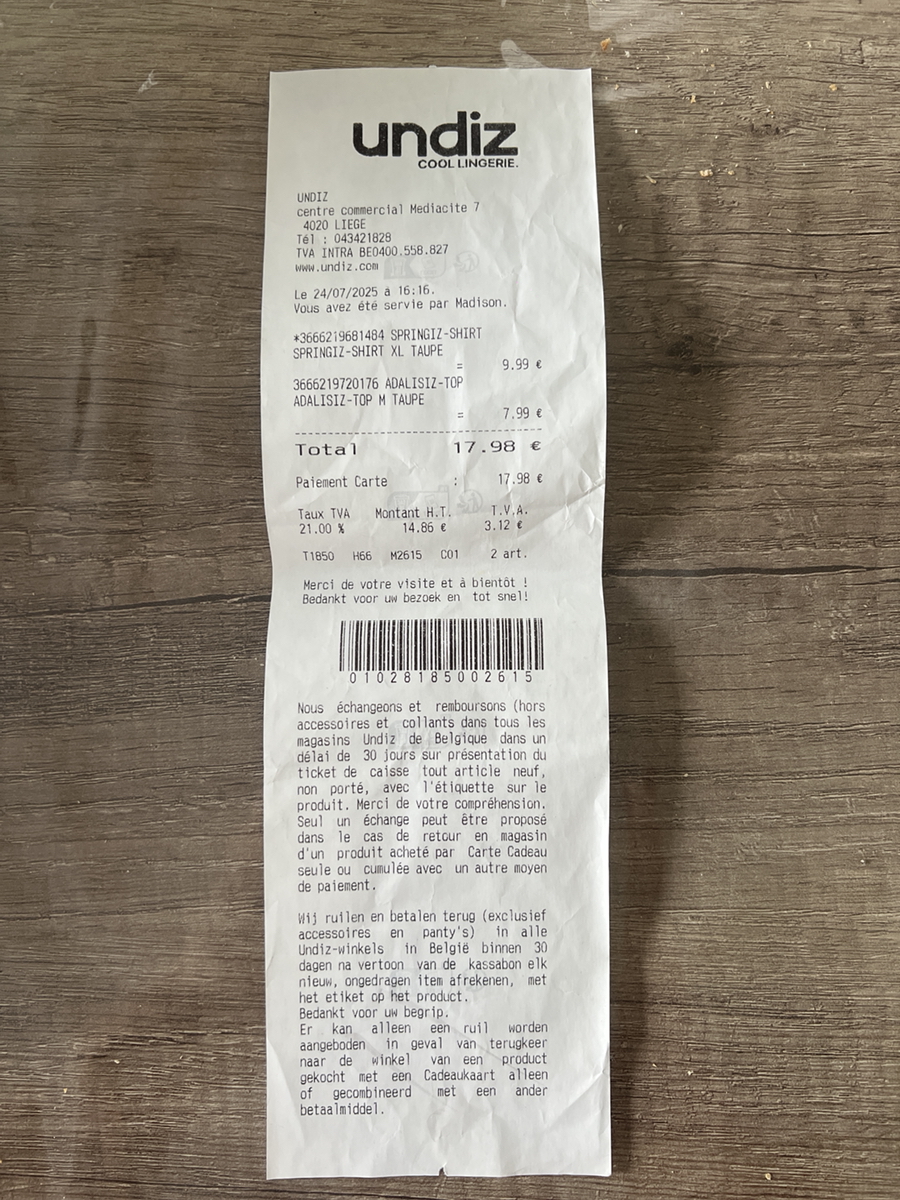 undiz
COOL LINGERIE.
UNDIZ
centre commercial Mediacite 7
4020 LIEGE
Tél : 043421828
TVA INTRA BE0400.558.827
www.undiz.com
Le 24/07/2025 à 16:16.
Vous avez été servie par Madison.
*3666219681484 SPRINGIZ-SHIRT
SPRINGIZ-SHIRT XL TAUPE
= 9.99 €
3666219720176 ADALISIZ-TOP
ADALISIZ-TOP M TAUPE
= 7.99 €
Total 17.98 €
Paiement Carte : 17.98 €
Taux TVA Montant H.T. T.V.A.
21.00 % 14.86 € 3.12 €
T1850 H66 M2615 C01 2 art.
Merci de votre visite et à bientôt !
Bedankt voor uw bezoek en tot snel!
01028185002615
Nous échangeons et remboursons (hors
accessoires et collants dans tous les
magasins Undiz de Belgique dans un
délai de 30 jours sur présentation du
ticket de caisse tout article neuf,
non porté, avec l'étiquette sur le
produit. Merci de votre compréhension.
Seul un échange peut être proposé
dans le cas de retour en magasin
d'un produit acheté par Carte Cadeau
seule ou cumulée avec un autre moyen
de paiement.
Wij ruilen en betalen terug (exclusief
accessoires en panty's) in alle
Undiz-winkels in België binnen 30
dagen na vertoon van de kassabon elk
nieuw, ongedragen item afrekenen, met
het etiket op het product.
Bedankt voor uw begrip.
Er kan alleen een ruil worden
aangeboden in geval van terugkeer
naar de winkel van een product
gekocht met een Cadeaukaart alleen
of gecombineerd met een ander
betaalmiddel.